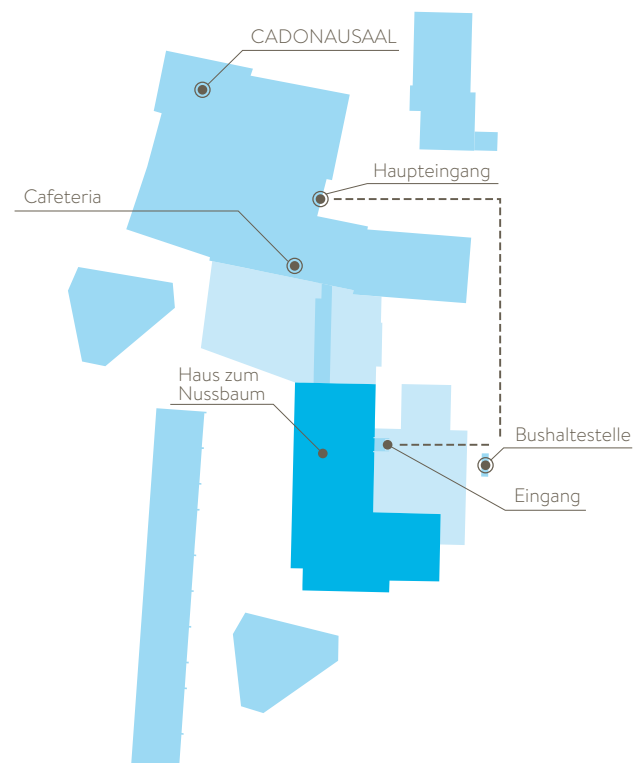 CADONAUSAAL
Haupteingang
Cafeteria
Haus zum
Nussbaum
Bushaltestelle
Eingang